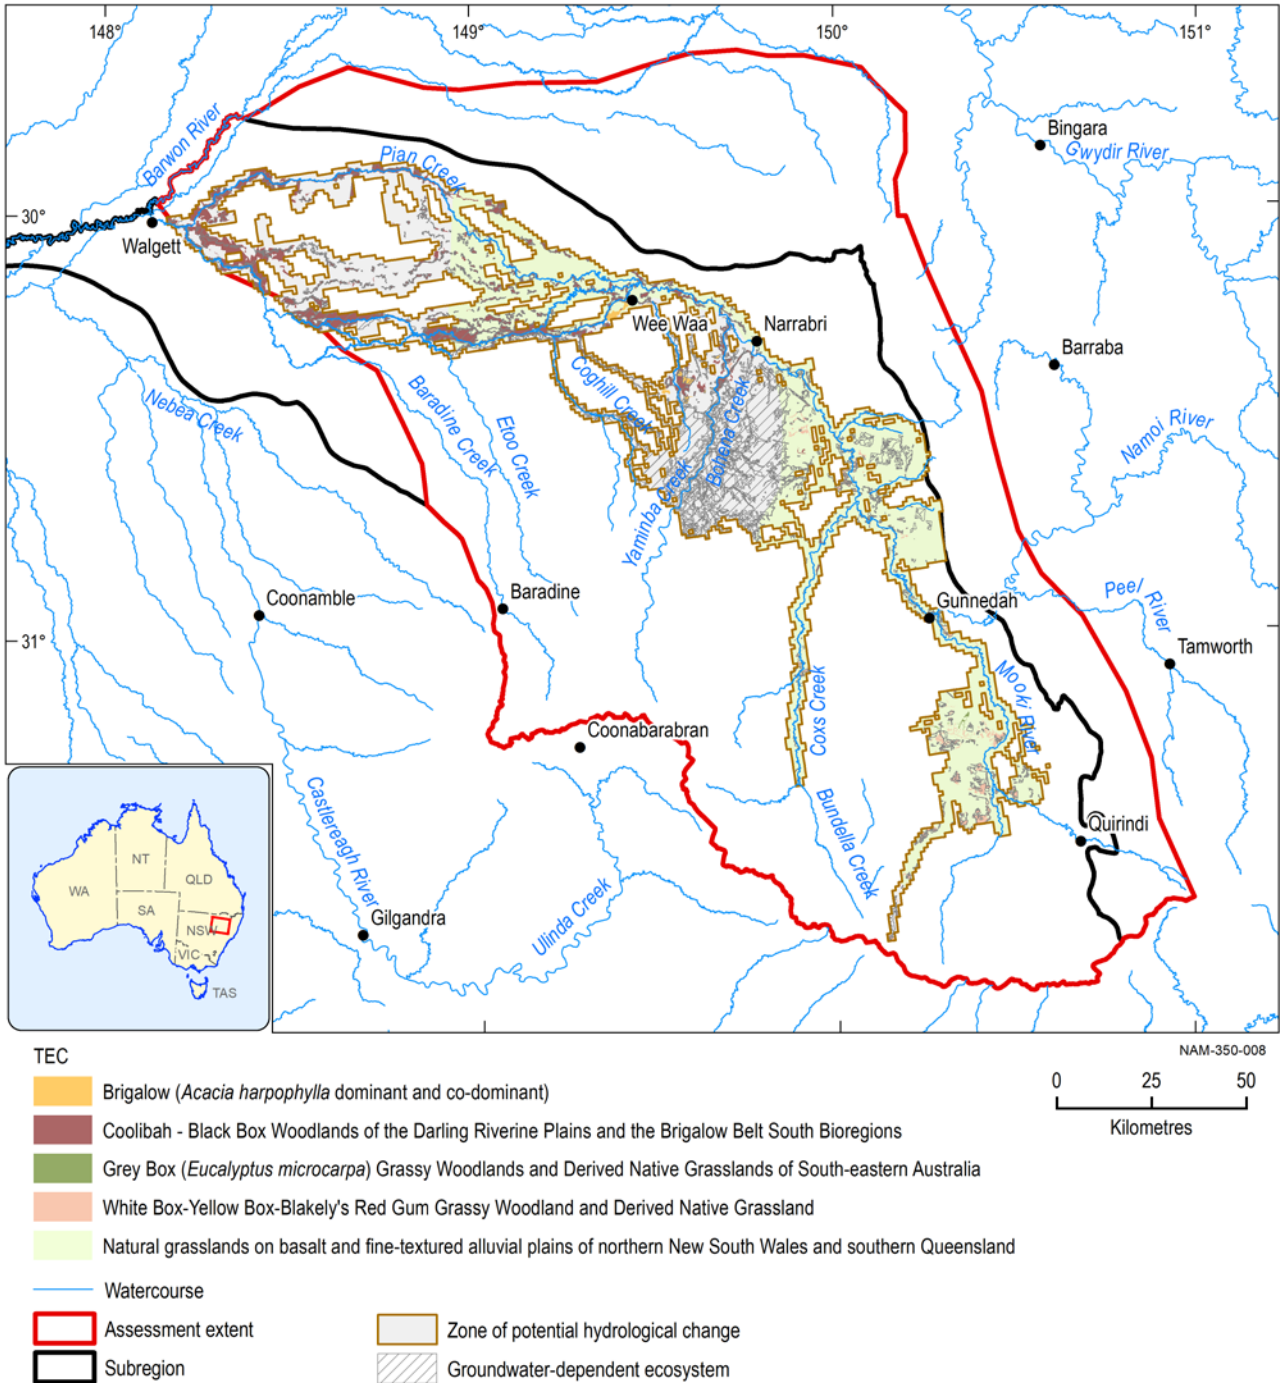 148°
149°
150°
151°
Barwon River
Bingara
Gwydir River
Pian Creek
30°
Walgett
Wee Waa
Narrabri
Barraba
Nebea Creek
Baradine Creek
Etoo Creek
Coghill Creek
Bohena Creek
Namoi River
Yaminba Creek
Coonamble
Baradine
Gunnedah
Peel River
31°
Tamworth
Mooki River
Coxs Creek
Coonabarabran
Castlereagh River
Bundella Creek
Quirindi
Gilgandra
Ulinda Creek
NT
QLD
WA
SA
NSW
VIC
TAS
NAM-350-008
TEC
Brigalow (Acacia harpophylla dominant and co-dominant)
Coolibah - Black Box Woodlands of the Darling Riverine Plains and the Brigalow Belt South Bioregions
Grey Box (Eucalyptus microcarpa) Grassy Woodlands and Derived Native Grasslands of South-eastern Australia
White Box-Yellow Box-Blakely's Red Gum Grassy Woodland and Derived Native Grassland
Natural grasslands on basalt and fine-textured alluvial plains of northern New South Wales and southern Queensland
Watercourse
Assessment extent
Subregion
Zone of potential hydrological change
Groundwater-dependent ecosystem
0 25 50
Kilometres